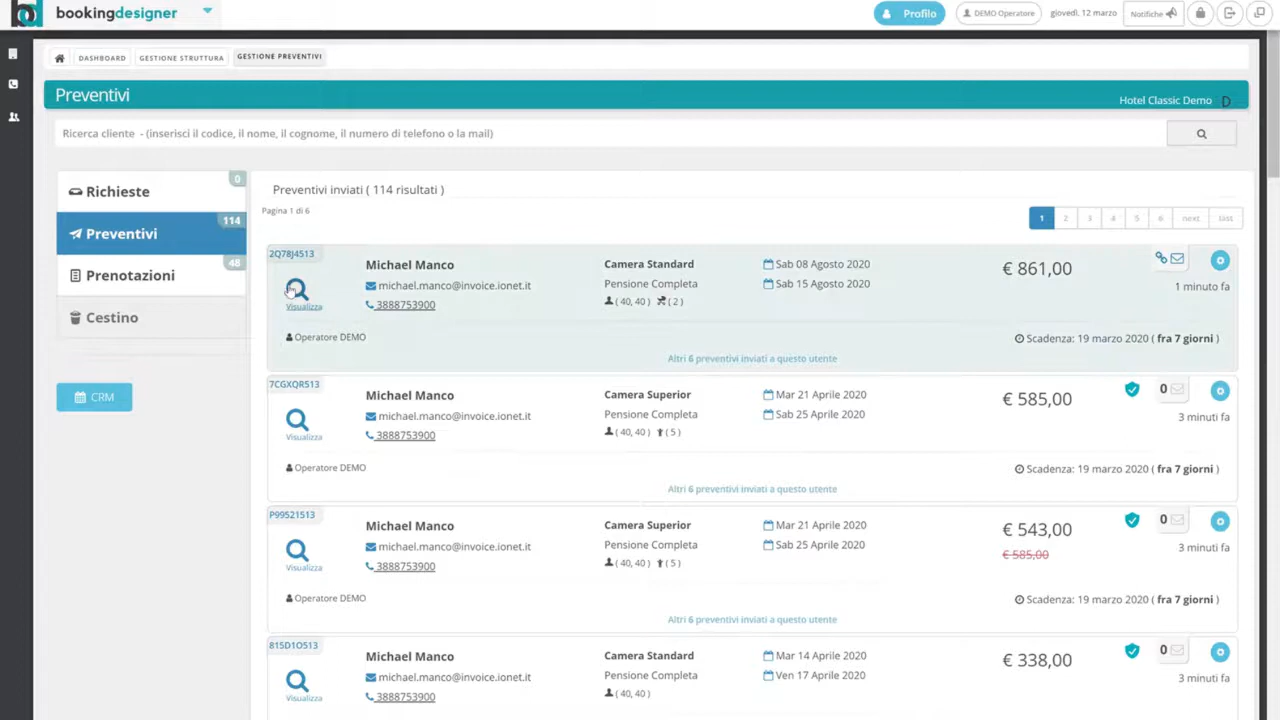 bd bookingdesigner
Profilo
DEMO Operatore
giovedì, 12 marzo
Notifiche
DASHBOARD
GESTIONE STRUTTURA
GESTIONE PREVENTIVI
Preventivi
Hotel Classic Demo
Ricerca cliente - (inserisci il codice, il nome, il cognome, il numero di telefono o la mail)
Richieste 0
Preventivi 114
Prenotazioni 48
Cestino
CRM
Preventivi inviati ( 114 risultati )
Pagina 1 di 6
1 2 3 4 5 6 next last
2Q78J4513
Michael Manco Camera Standard Sab 08 Agosto 2020 € 861,00
Visualizza michael.manco@invoice.ionet.it Pensione Completa Sab 15 Agosto 2020 1 minuto fa
3888753900 ( 40, 40 ) ( 2 )
Operatore DEMO Scadenza: 19 marzo 2020 ( fra 7 giorni )
Altri 6 preventivi inviati a questo utente
7CGXQR513
Michael Manco Camera Superior Mar 21 Aprile 2020 € 585,00 0
Visualizza michael.manco@invoice.ionet.it Pensione Completa Sab 25 Aprile 2020 3 minuti fa
3888753900 ( 40, 40 ) ( 5 )
Operatore DEMO Scadenza: 19 marzo 2020 ( fra 7 giorni )
Altri 6 preventivi inviati a questo utente
P99521513
Michael Manco Camera Superior Mar 21 Aprile 2020 € 543,00 0
Visualizza michael.manco@invoice.ionet.it Pensione Completa Sab 25 Aprile 2020 € 585,00 3 minuti fa
3888753900 ( 40, 40 ) ( 5 )
Operatore DEMO Scadenza: 19 marzo 2020 ( fra 7 giorni )
Altri 6 preventivi inviati a questo utente
815D1O513
Michael Manco Camera Standard Mar 14 Aprile 2020 € 338,00 0
Visualizza michael.manco@invoice.ionet.it Pensione Completa Ven 17 Aprile 2020 3 minuti fa
3888753900 ( 40, 40 )